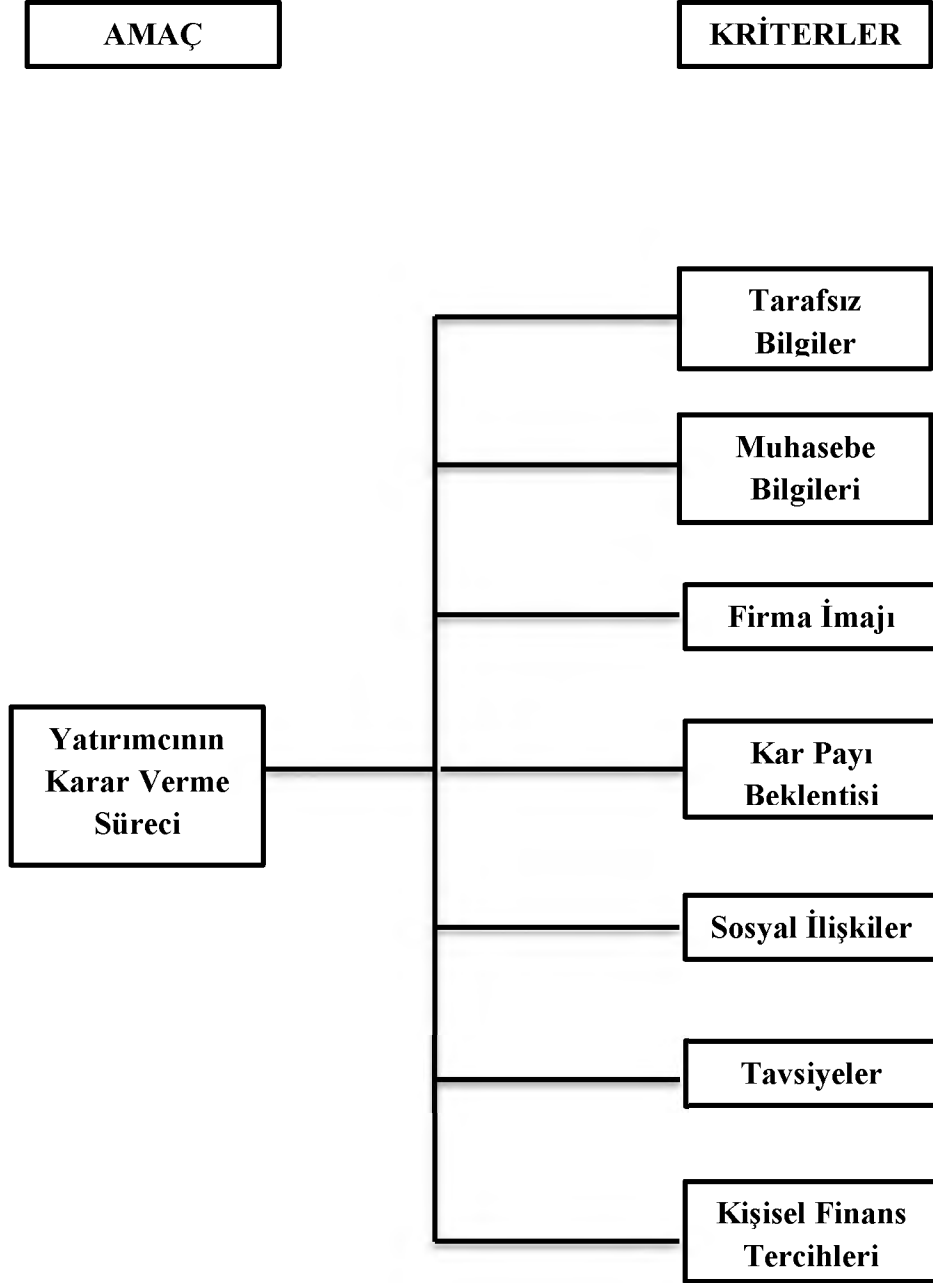 AMAÇ
KRİTERLER
Tarafsız
Bilgiler
Muhasebe
Bilgileri
Firma İmajı
Yatırımcının
Karar Verme
Süreci
Kar Payı
Beklentisi
Sosyal İlişkiler
Tavsiyeler
Kişisel Finans
Tercihleri